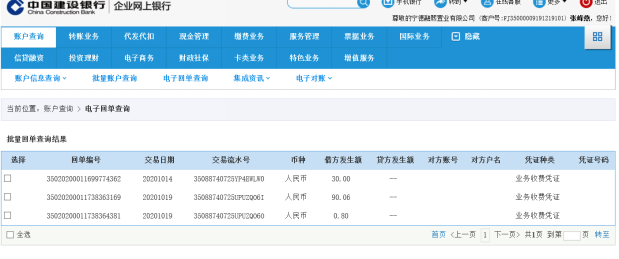 中国建设银行 企业网上银行
China Construction Bank
手机银行 在线客服 更多 退出
账户查询 转账业务 代发代扣 现金管理 缴费业务 服务管理 票据业务 国际业务 隐藏
信贷融资 投资理财 电子商务 财政社保 卡类业务 特色业务 增值服务
账户信息查询 批量账户查询 电子回单查询 集成资讯 电子对账
当前位置: 账户查询 > 电子回单查询
批量回单查询结果
选择 回单编号 交易日期 交易流水号 币种 借方发生额 贷方发生额 对方账号 对方户名 凭证种类 凭证号码
35020200011699774362 20201014 人民币 30.00 — 业务收费凭证
35020200011738363169 20201019 人民币 90.06 — 业务收费凭证
35020200011738364381 20201019 人民币 0.80 — 业务收费凭证
全选 首页 <上一页 1 下一页> 共1页 到第 页 转至